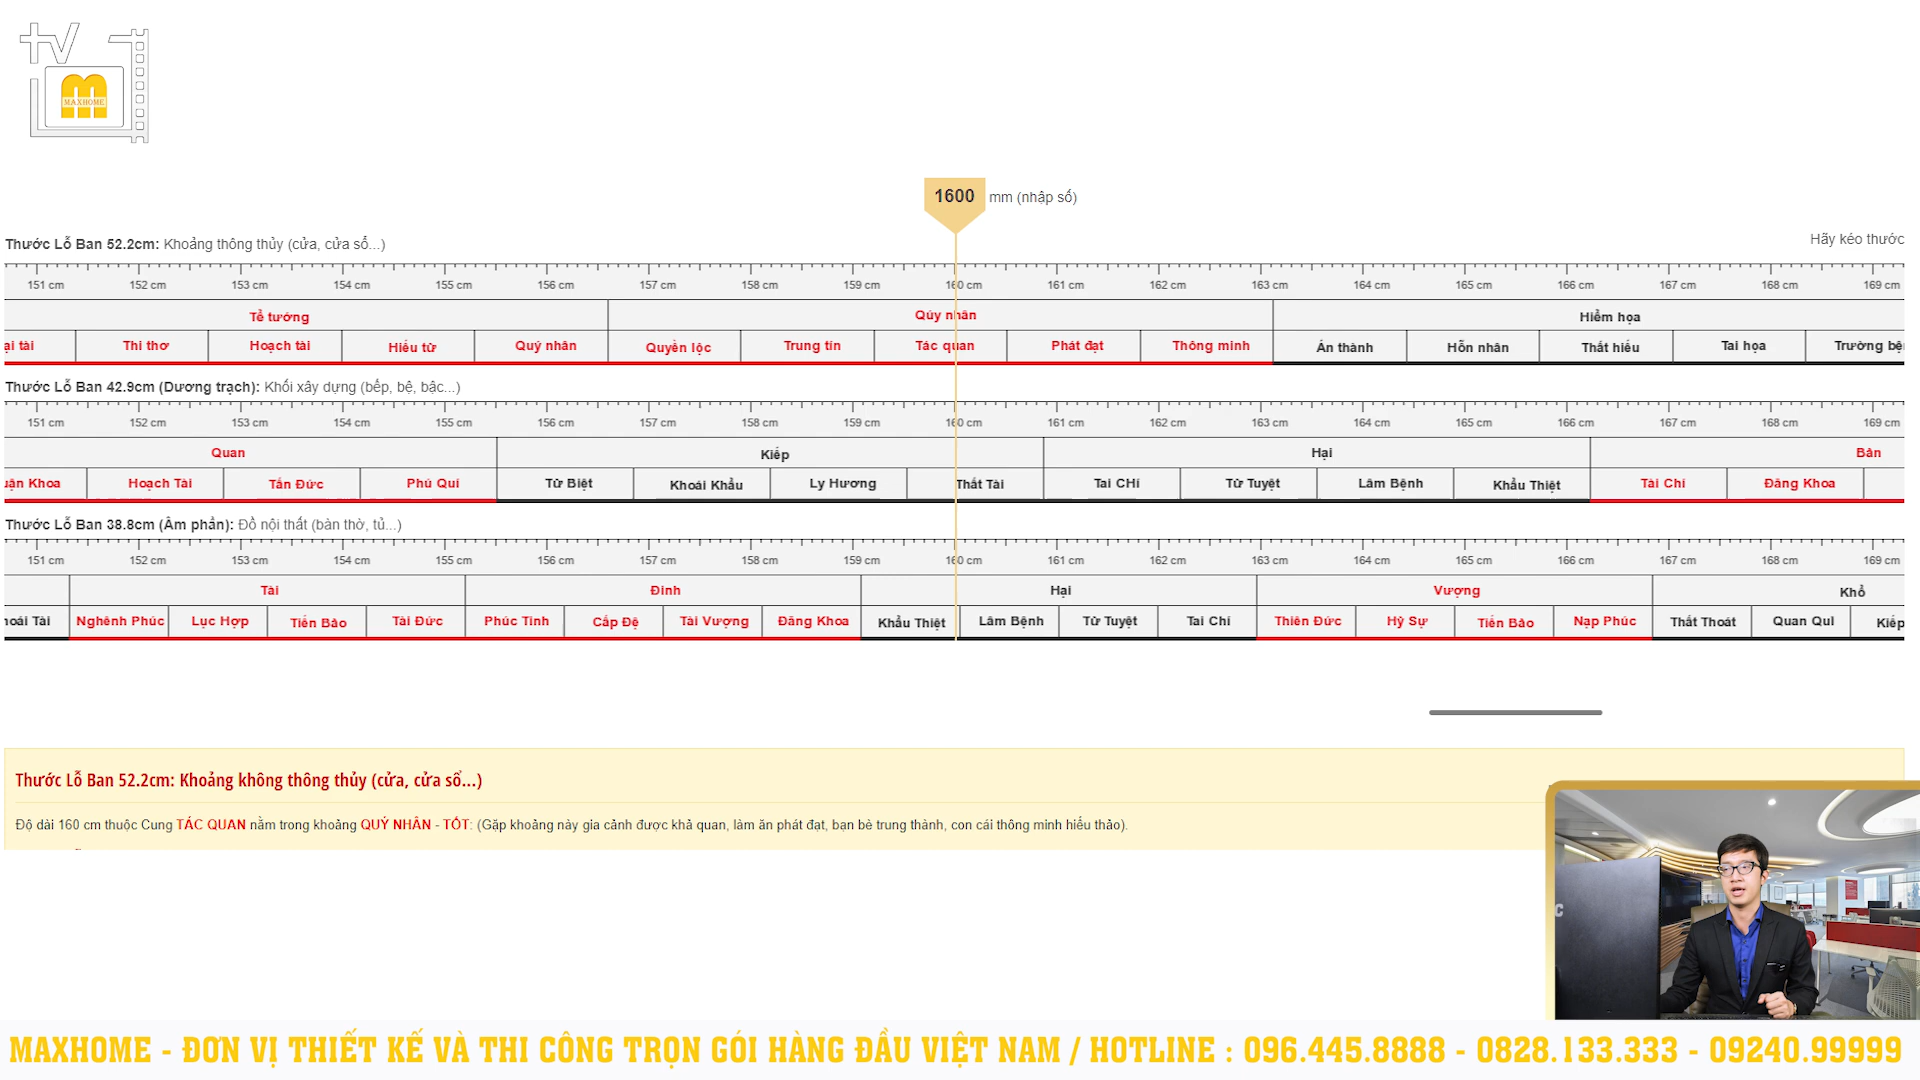 tv
MAXHOME
1600 mm (nhập số)
Thước Lỗ Ban 52.2cm: Khoảng thông thủy (cửa, cửa sổ...)
Hãy kéo thước
151 cm 152 cm 153 cm 154 cm 155 cm 156 cm 157 cm 158 cm 159 cm 160 cm 161 cm 162 cm 163 cm 164 cm 165 cm 166 cm 167 cm 168 cm 169 cm
Tể tướng Qúy nhân Hiểm họa
ại tài Thi thơ Hoạch tài Hiếu tử Quý nhân Quyền lộc Trung tín Tác quan Phát đạt Thông minh Án thành Hỗn nhân Thất hiếu Tai họa Trường bệ
Thước Lỗ Ban 42.9cm (Dương trạch): Khối xây dựng (bếp, bệ, bậc...)
151 cm 152 cm 153 cm 154 cm 155 cm 156 cm 157 cm 158 cm 159 cm 160 cm 161 cm 162 cm 163 cm 164 cm 165 cm 166 cm 167 cm 168 cm 169 cm
Quan Kiếp Hại Bản
uận Khoa Hoạch Tài Tấn Đức Phú Quí Tử Biệt Khoái Khẩu Ly Hương Thất Tài Tai CHí Tử Tuyệt Lâm Bệnh Khẩu Thiệt Tài Chí Đăng Khoa
Thước Lỗ Ban 38.8cm (Âm phần): Đồ nội thất (bàn thờ, tủ...)
151 cm 152 cm 153 cm 154 cm 155 cm 156 cm 157 cm 158 cm 159 cm 160 cm 161 cm 162 cm 163 cm 164 cm 165 cm 166 cm 167 cm 168 cm 169 cm
Tài Đinh Hại Vượng Khổ
hoái Tài Nghênh Phúc Lục Hợp Tiến Bảo Tài Đức Phúc Tinh Cấp Đệ Tài Vượng Đăng Khoa Khẩu Thiệt Lâm Bệnh Tử Tuyệt Tai Chí Thiên Đức Hỷ Sự Tiến Bảo Nạp Phúc Thất Thoát Quan Quỉ Kiếp
Thước Lỗ Ban 52.2cm: Khoảng không thông thủy (cửa, cửa sổ...)
Độ dài 160 cm thuộc Cung TÁC QUAN nằm trong khoảng QUÝ NHÂN - TỐT: (Gặp khoảng này gia cảnh được khả quan, làm ăn phát đạt, bạn bè trung thành, con cái thông minh hiếu thảo).
MAXHOME - ĐƠN VỊ THIẾT KẾ VÀ THI CÔNG TRỌN GÓI HÀNG ĐẦU VIỆT NAM / HOTLINE : 096.445.8888 - 0828.133.333 - 09240.99999